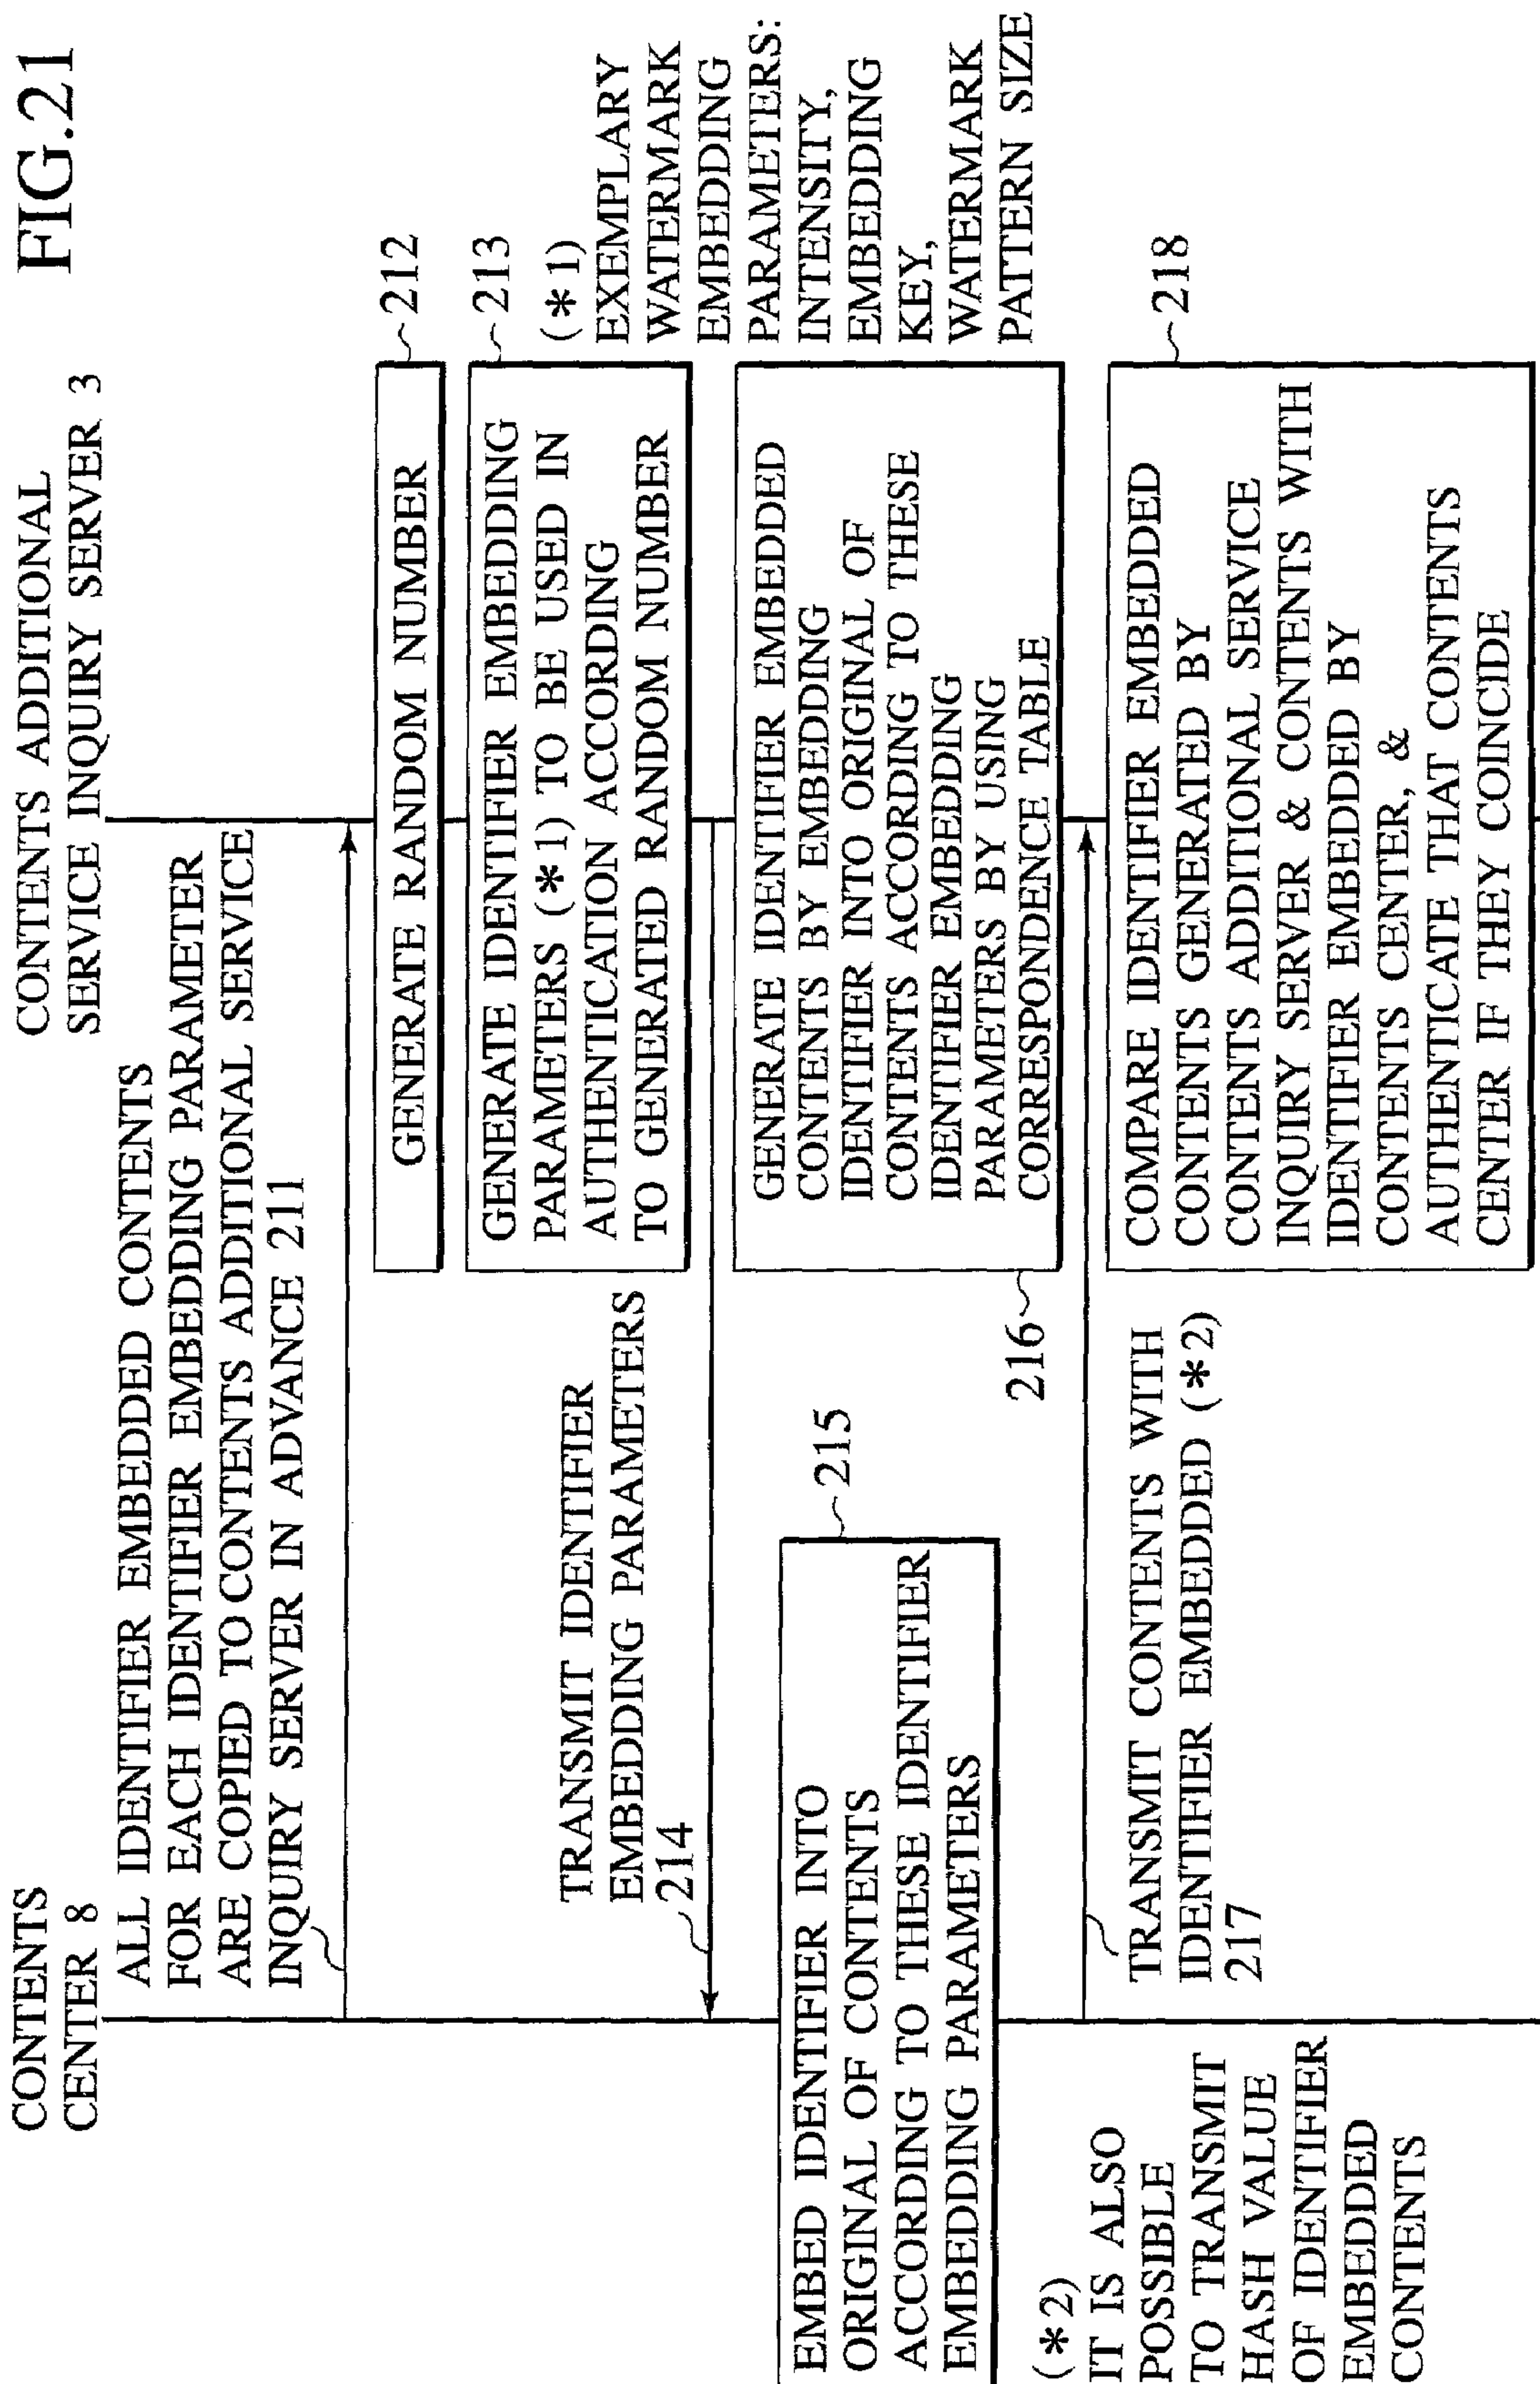 FIG.21
CONTENTS
CENTER 8
CONTENTS ADDITIONAL
SERVICE INQUIRY SERVER 3
ALL IDENTIFIER EMBEDDED CONTENTS
FOR EACH IDENTIFIER EMBEDDING PARAMETER
ARE COPIED TO CONTENTS ADDITIONAL SERVICE
INQUIRY SERVER IN ADVANCE 211
GENERATE RANDOM NUMBER
212
GENERATE IDENTIFIER EMBEDDING
PARAMETERS (*1) TO BE USED IN
AUTHENTICATION ACCORDING
TO GENERATED RANDOM NUMBER
213
(*1)
EXEMPLARY
WATERMARK
EMBEDDING
PARAMETERS:
INTENSITY,
EMBEDDING
KEY,
WATERMARK
PATTERN SIZE
TRANSMIT IDENTIFIER
EMBEDDING PARAMETERS
214
EMBED IDENTIFIER INTO
ORIGINAL OF CONTENTS
ACCORDING TO THESE IDENTIFIER
EMBEDDING PARAMETERS
215
GENERATE IDENTIFIER EMBEDDED
CONTENTS BY EMBEDDING
IDENTIFIER INTO ORIGINAL OF
CONTENTS ACCORDING TO THESE
IDENTIFIER EMBEDDING
PARAMETERS BY USING
CORRESPONDENCE TABLE
216
TRANSMIT CONTENTS WITH
IDENTIFIER EMBEDDED (*2)
217
(*2)
IT IS ALSO
POSSIBLE
TO TRANSMIT
HASH VALUE
OF IDENTIFIER
EMBEDDED
CONTENTS
COMPARE IDENTIFIER EMBEDDED
CONTENTS GENERATED BY
CONTENTS ADDITIONAL SERVICE
INQUIRY SERVER & CONTENTS WITH
IDENTIFIER EMBEDDED BY
CONTENTS CENTER, &
AUTHENTICATE THAT CONTENTS
CENTER IF THEY COINCIDE
218